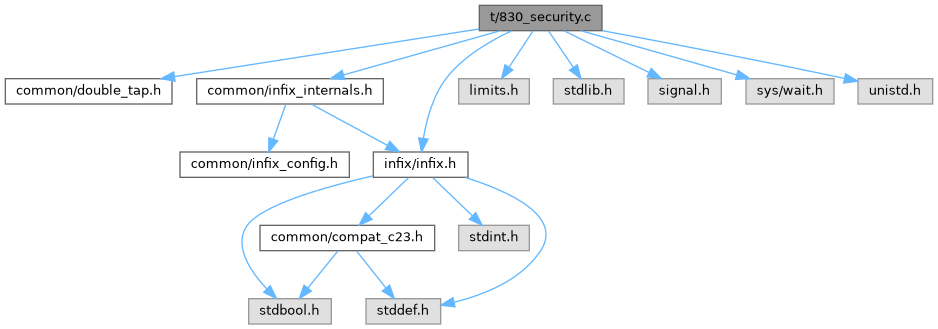 t/830_security.c
common/double_tap.h
common/infix_internals.h
limits.h
stdlib.h
signal.h
sys/wait.h
unistd.h
common/infix_config.h
infix/infix.h
common/compat_c23.h
stdint.h
stdbool.h
stddef.h